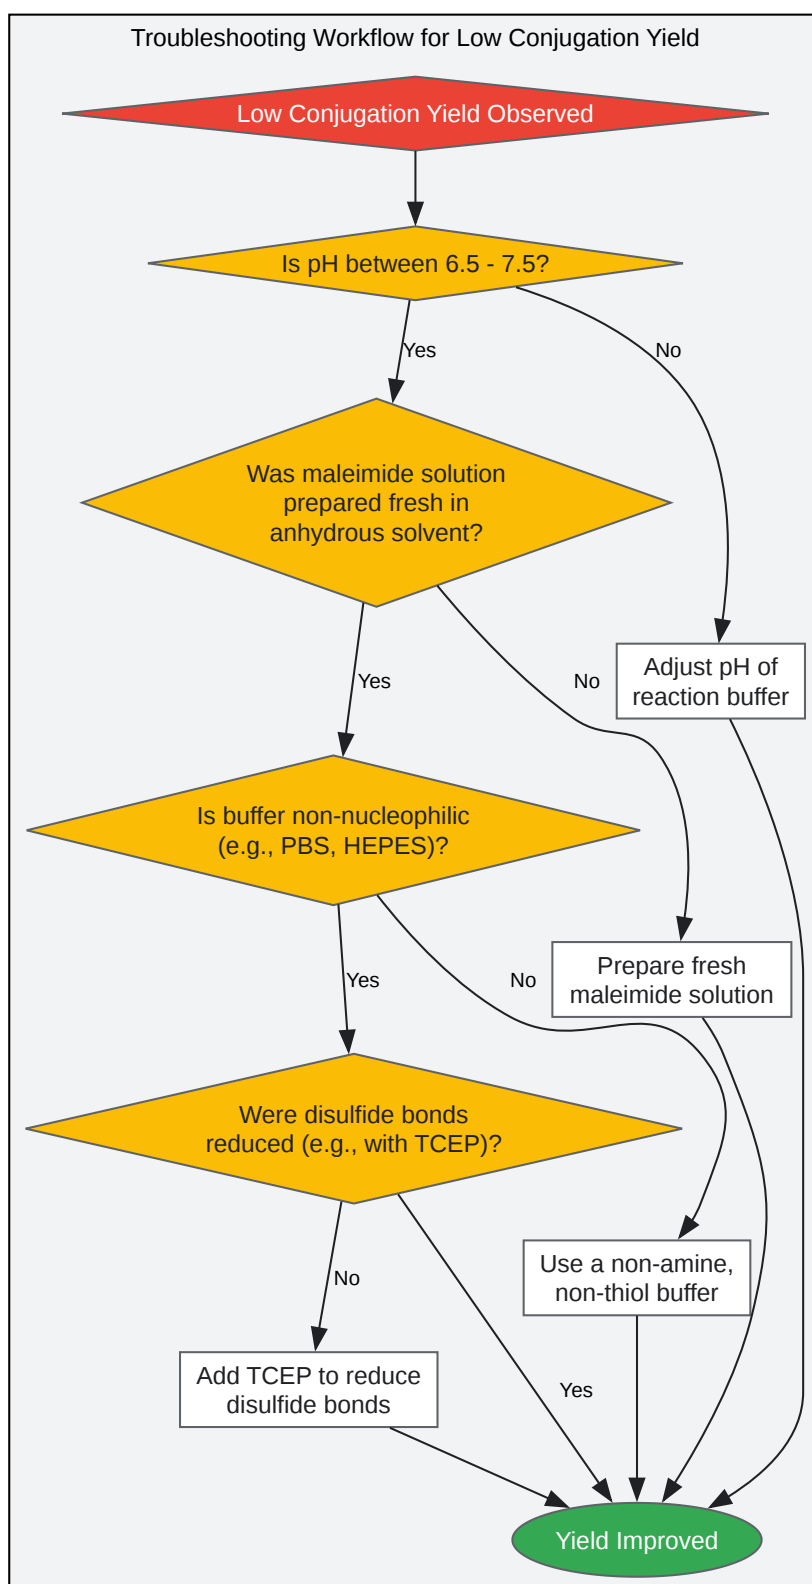 Troubleshooting Workflow for Low Conjugation Yield
Low Conjugation Yield Observed
Is pH between 6.5 - 7.5?
Yes
No
Was maleimide solution
prepared fresh in
anhydrous solvent?
Yes
No
Adjust pH of
reaction buffer
Is buffer non-nucleophilic
(e.g., PBS, HEPES)?
Yes
No
Prepare fresh
maleimide solution
Were disulfide bonds
reduced (e.g., with TCEP)?
No
Use a non-amine,
non-thiol buffer
Add TCEP to reduce
disulfide bonds
Yes
Yield Improved